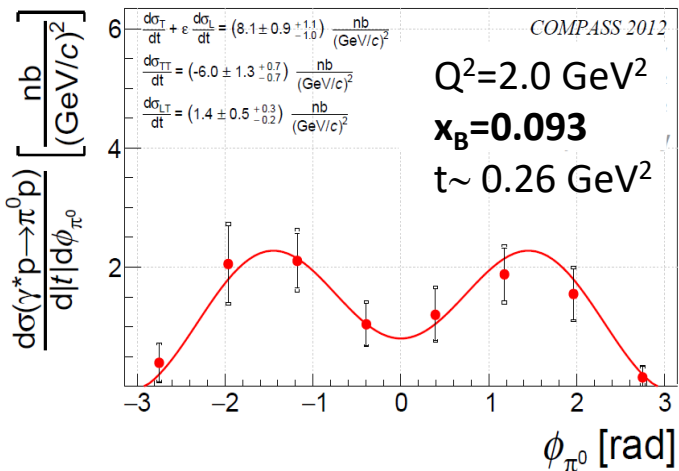 dσ_T/dt + ε dσ_L/dt = (8.1 ± 0.9 ^{+ 1.1}_{- 1.0}) nb/(GeV/c)^2
COMPASS 2012
dσ_TT/dt = (-6.0 ± 1.3 ^{+0.7}_{-0.7}) nb/(GeV/c)^2
dσ_LT/dt = (1.4 ± 0.5 ^{+0.3}_{-0.2}) nb/(GeV/c)^2
Q²=2.0 GeV²
x_B=0.093
t~ 0.26 GeV²
dσ(γ*p→π⁰p)/d|t|dϕ_π⁰ [nb/(GeV/c)²]
6
4
2
−3 −2 −1 0 1 2 3
ϕ_π⁰ [rad]